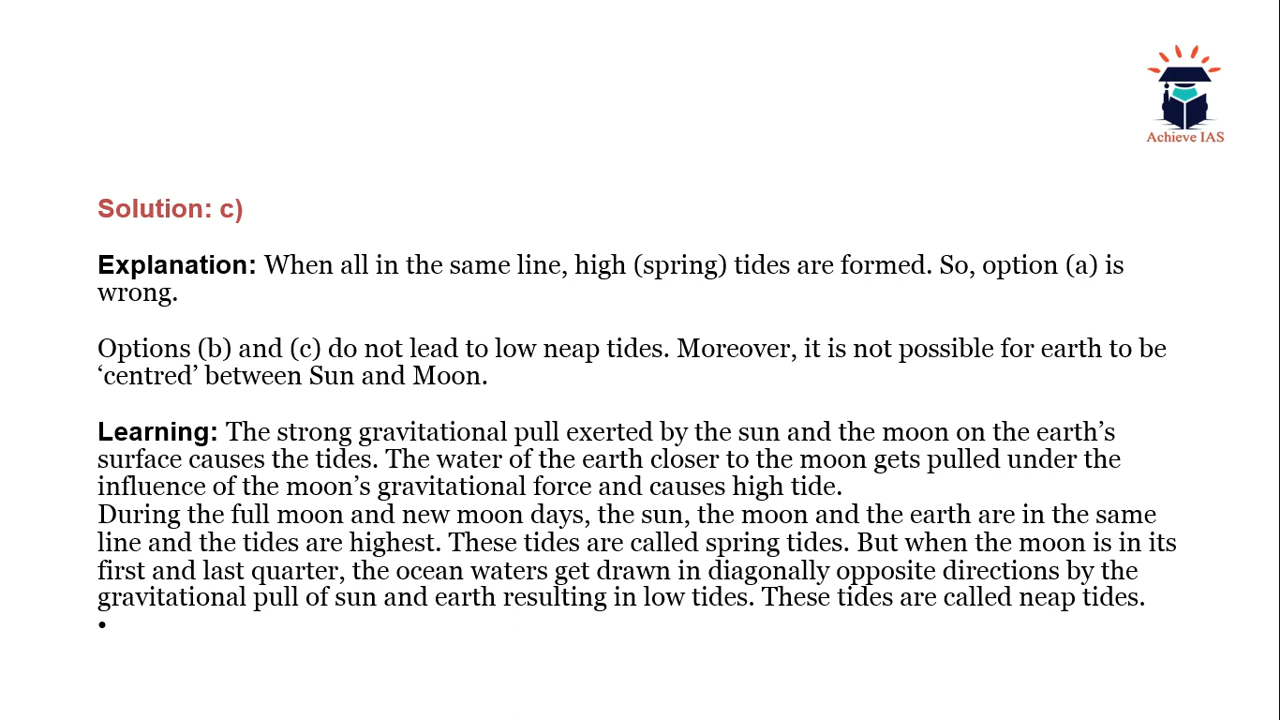 Achieve IAS
Solution: c)
Explanation: When all in the same line, high (spring) tides are formed. So, option (a) is
wrong.
Options (b) and (c) do not lead to low neap tides. Moreover, it is not possible for earth to be
‘centred’ between Sun and Moon.
Learning: The strong gravitational pull exerted by the sun and the moon on the earth’s
surface causes the tides. The water of the earth closer to the moon gets pulled under the
influence of the moon’s gravitational force and causes high tide.
During the full moon and new moon days, the sun, the moon and the earth are in the same
line and the tides are highest. These tides are called spring tides. But when the moon is in its
first and last quarter, the ocean waters get drawn in diagonally opposite directions by the
gravitational pull of sun and earth resulting in low tides. These tides are called neap tides.
•